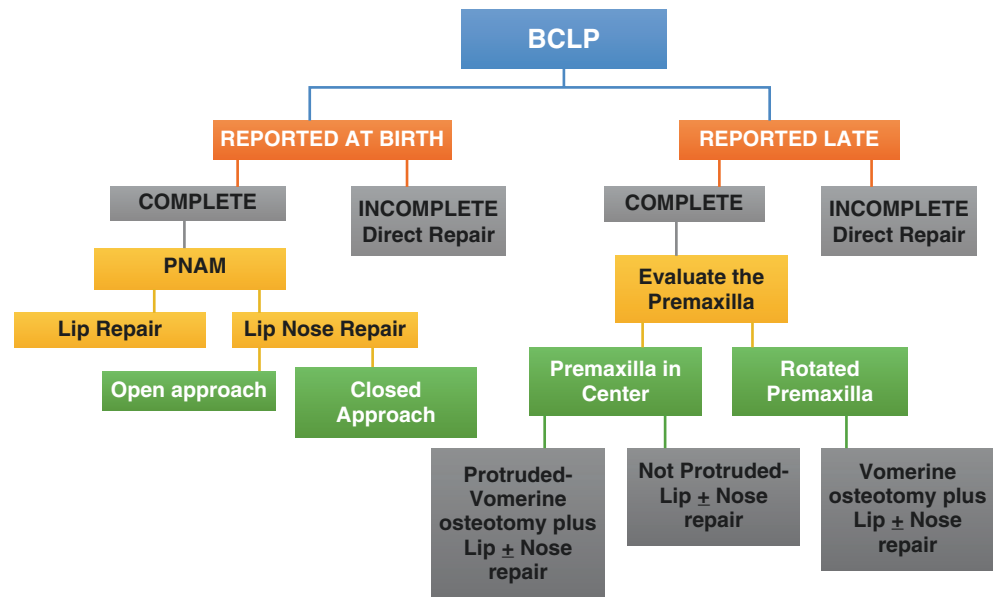 BCLP
REPORTED AT BIRTH
REPORTED LATE
COMPLETE
INCOMPLETE
Direct Repair
COMPLETE
INCOMPLETE
Direct Repair
PNAM
Evaluate the
Premaxilla
Lip Repair
Lip Nose Repair
Open approach
Closed
Approach
Premaxilla in
Center
Rotated
Premaxilla
Protruded-
Vomerine
osteotomy plus
Lip ± Nose
repair
Not Protruded-
Lip ± Nose
repair
Vomerine
osteotomy plus
Lip ± Nose
repair